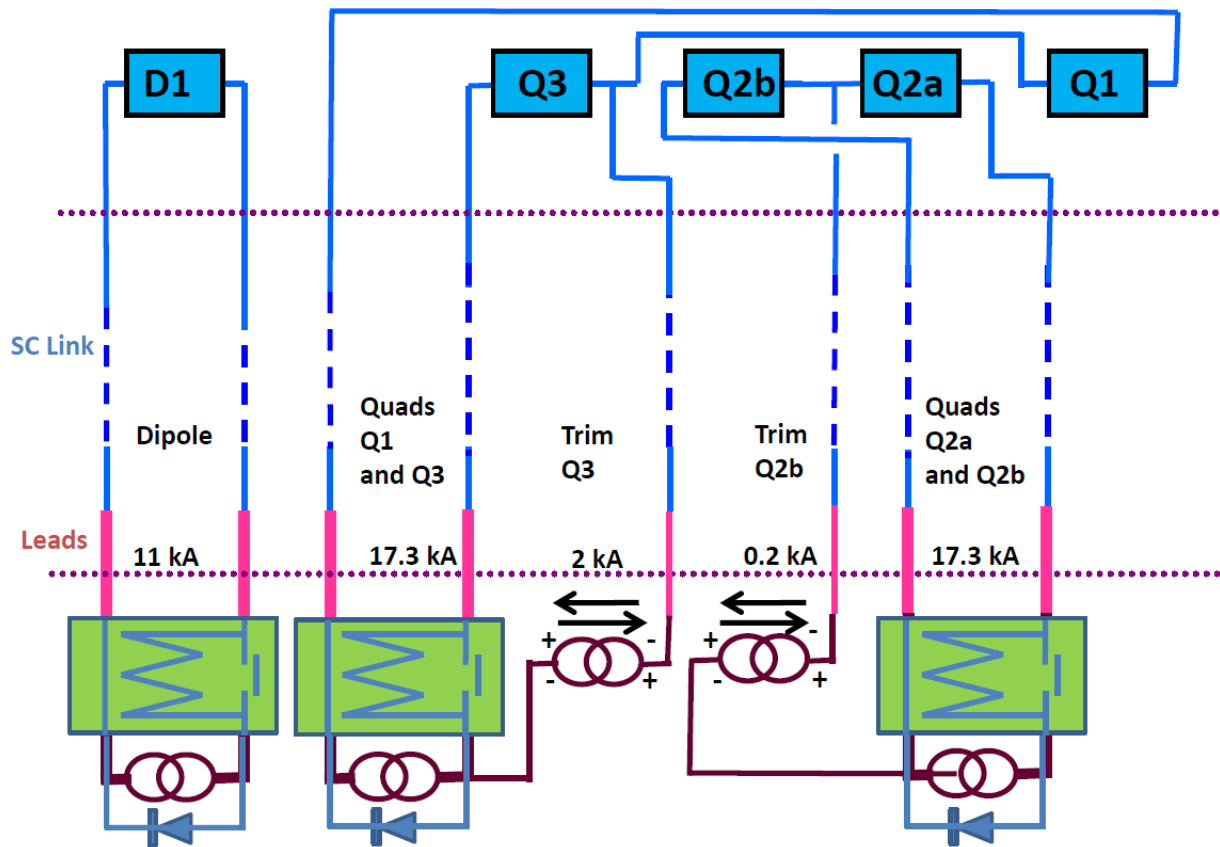 D1
Q3
Q2b
Q2a
Q1
SC Link
Dipole
Quads
Q1
and Q3
Trim
Q3
Trim
Q2b
Quads
Q2a
and Q2b
Leads
11 kA
17.3 kA
2 kA
0.2 kA
17.3 kA
+ -
- +
+ -
- +